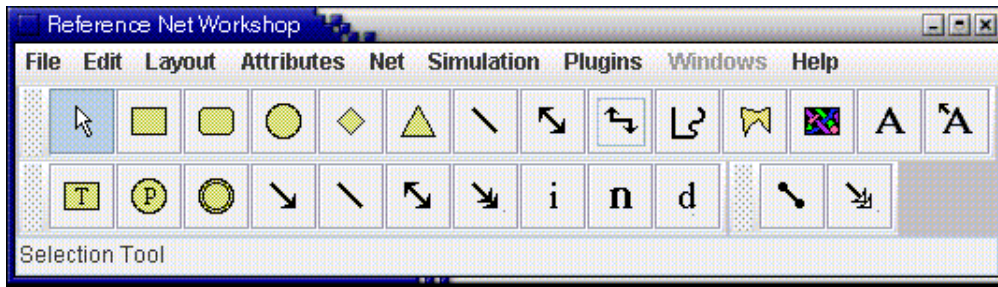 Reference Net Workshop
File Edit Layout Attributes Net Simulation Plugins Windows Help
A A
T P i n d
Selection Tool